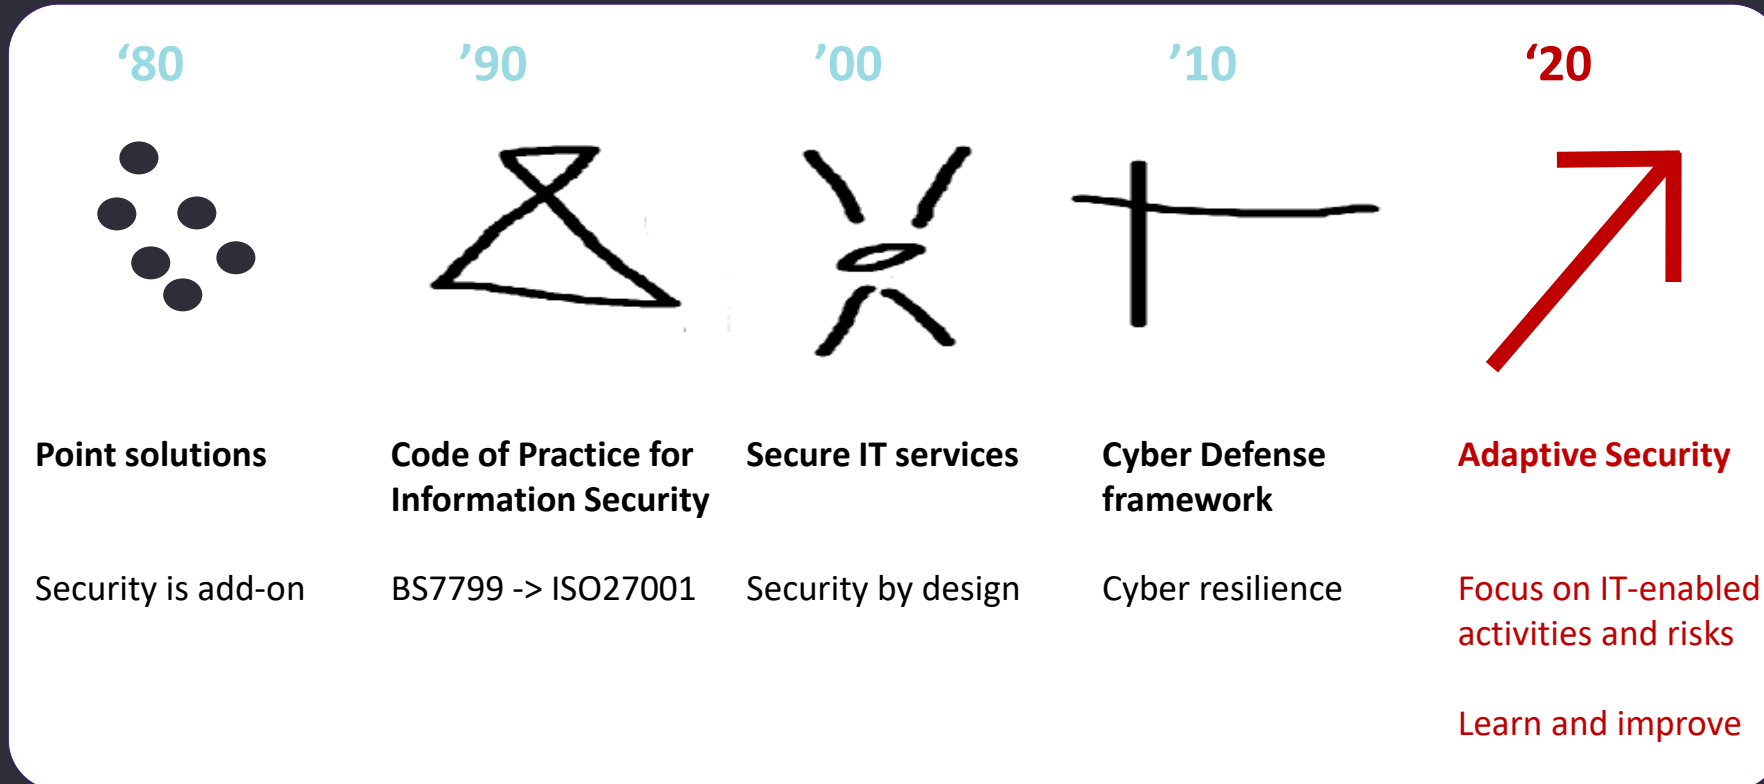 ‘80
’90
’00
’10
‘20
Point solutions
Code of Practice for
Information Security
Secure IT services
Cyber Defense
framework
Adaptive Security
Security is add-on
BS7799 -> ISO27001
Security by design
Cyber resilience
Focus on IT-enabled
activities and risks
Learn and improve